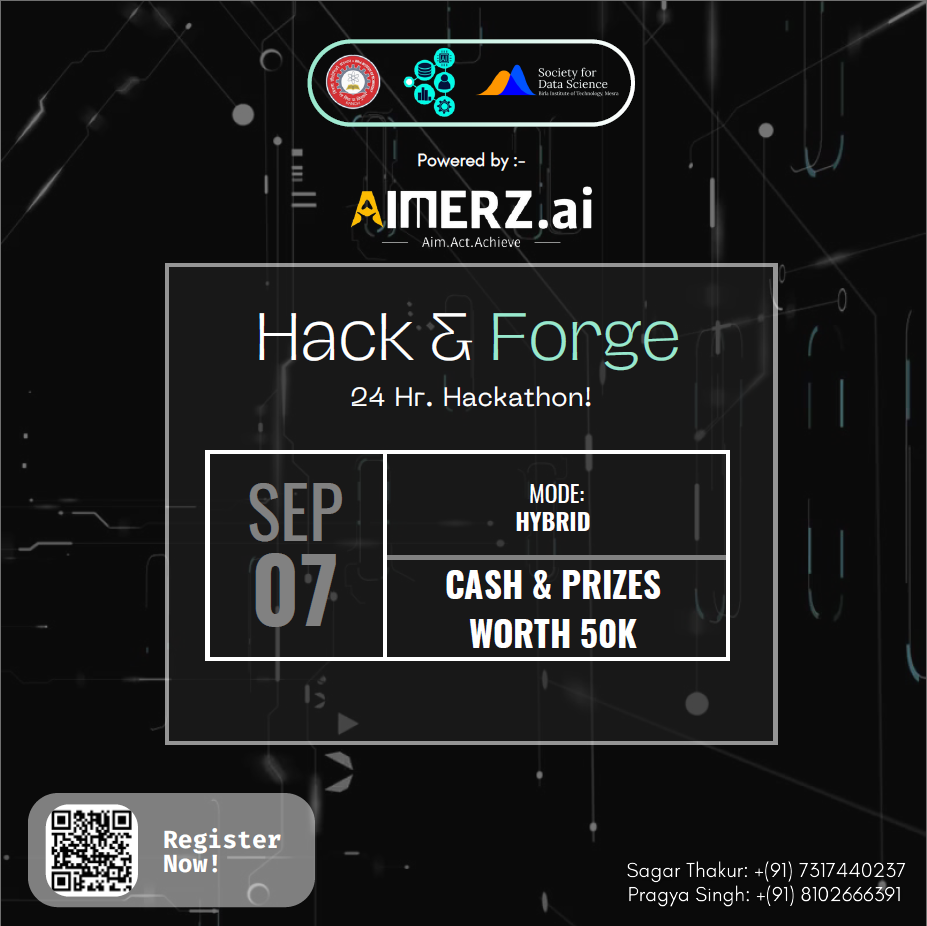 Society for
Data Science
Birla Institute of Technology, Mesra
Powered by :-
AIMERZ.ai
Aim.Act.Achieve
Hack & Forge
24 Hr. Hackathon!
SEP
07
MODE:
HYBRID
CASH & PRIZES
WORTH 50K
Register
Now!
Sagar Thakur: +(91) 7317440237
Pragya Singh: +(91) 8102666391